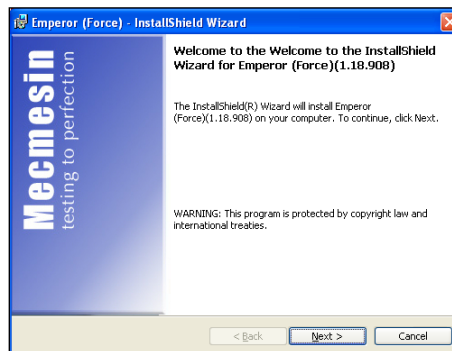 Emperor (Force) - InstallShield Wizard
Mecmesin
testing to perfection
Welcome to the Welcome to the InstallShield
Wizard for Emperor (Force)(1.18.908)
The InstallShield(R) Wizard will install Emperor
(Force)(1.18.908) on your computer. To continue, click Next.
WARNING: This program is protected by copyright law and
international treaties.
< Back
Next >
Cancel